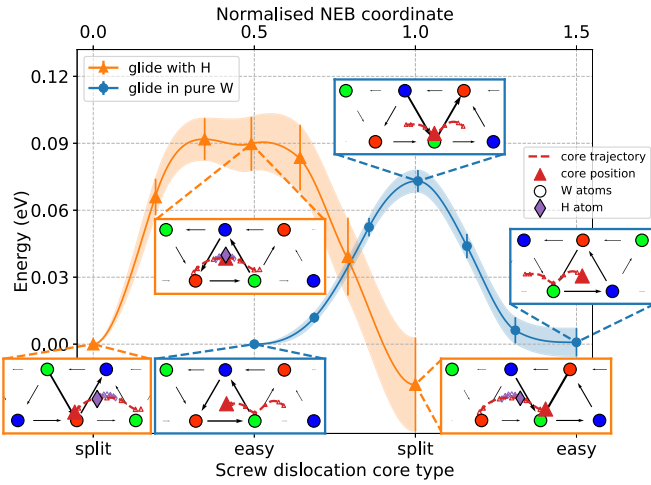 Normalised NEB coordinate
0.0 0.5 1.0 1.5
0.12
glide with H
glide in pure W
0.09
core trajectory
core position
W atoms
H atom
0.06
Energy (eV)
0.03
0.00
split easy split easy
Screw dislocation core type